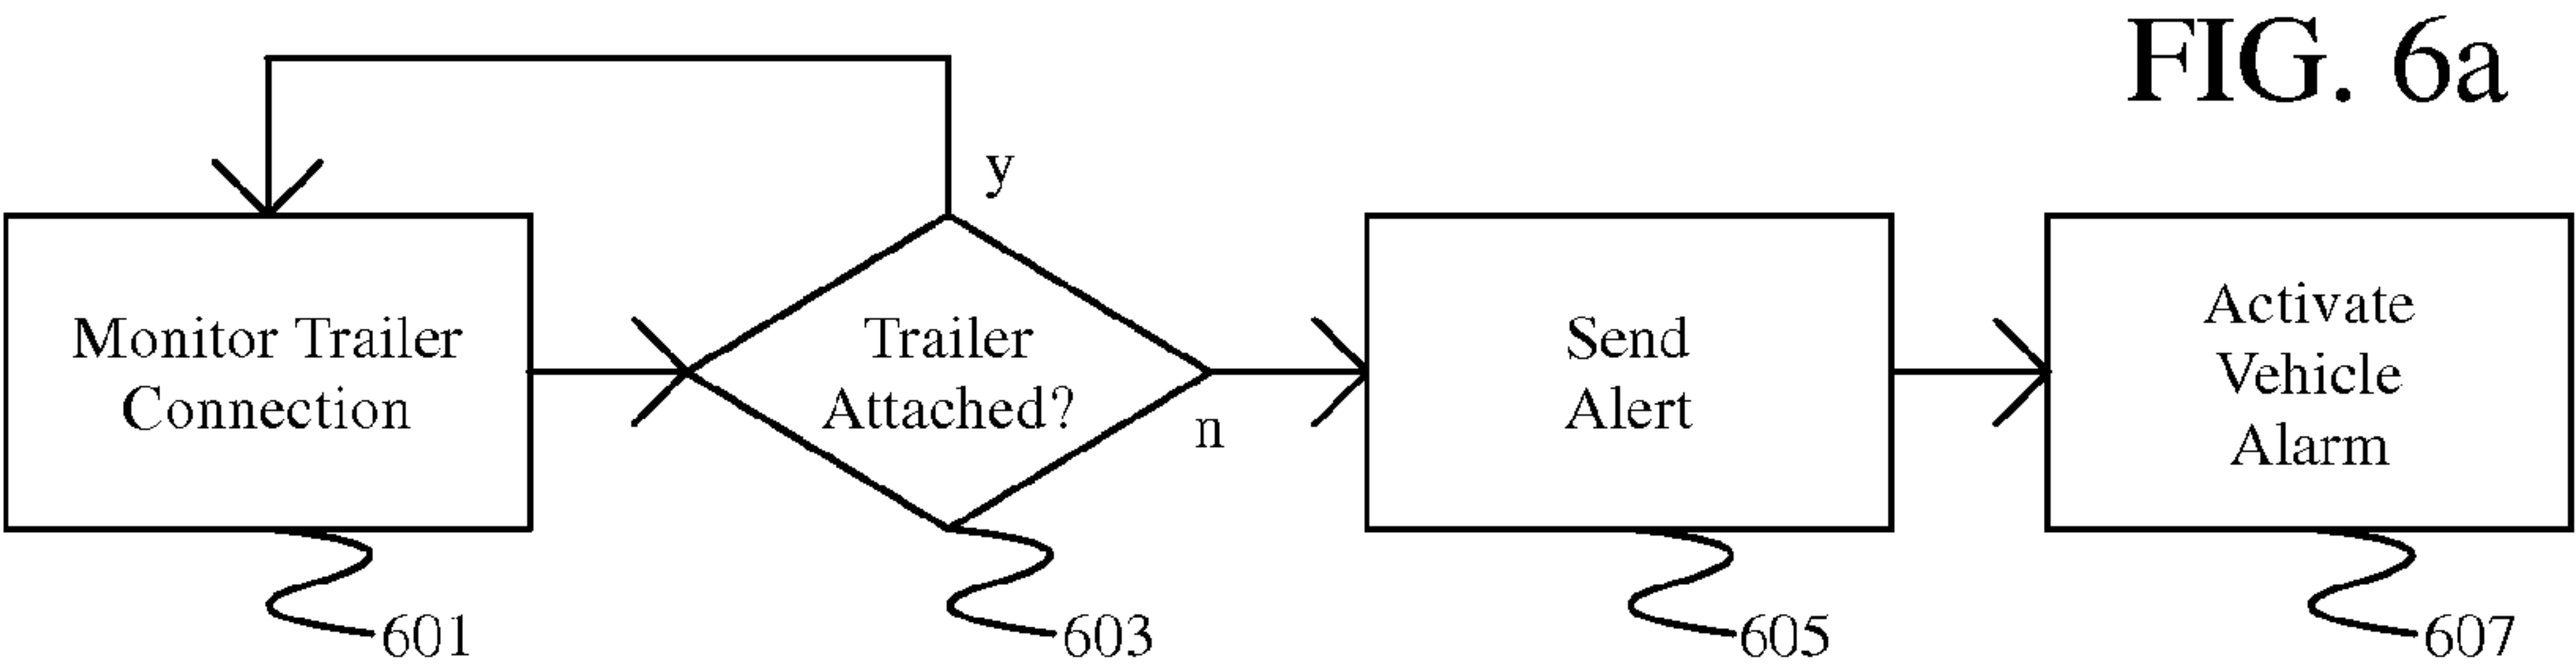 FIG. 6a
y
Monitor Trailer
Connection
Trailer
Attached?
n
Send
Alert
Activate
Vehicle
Alarm
601
603
605
607